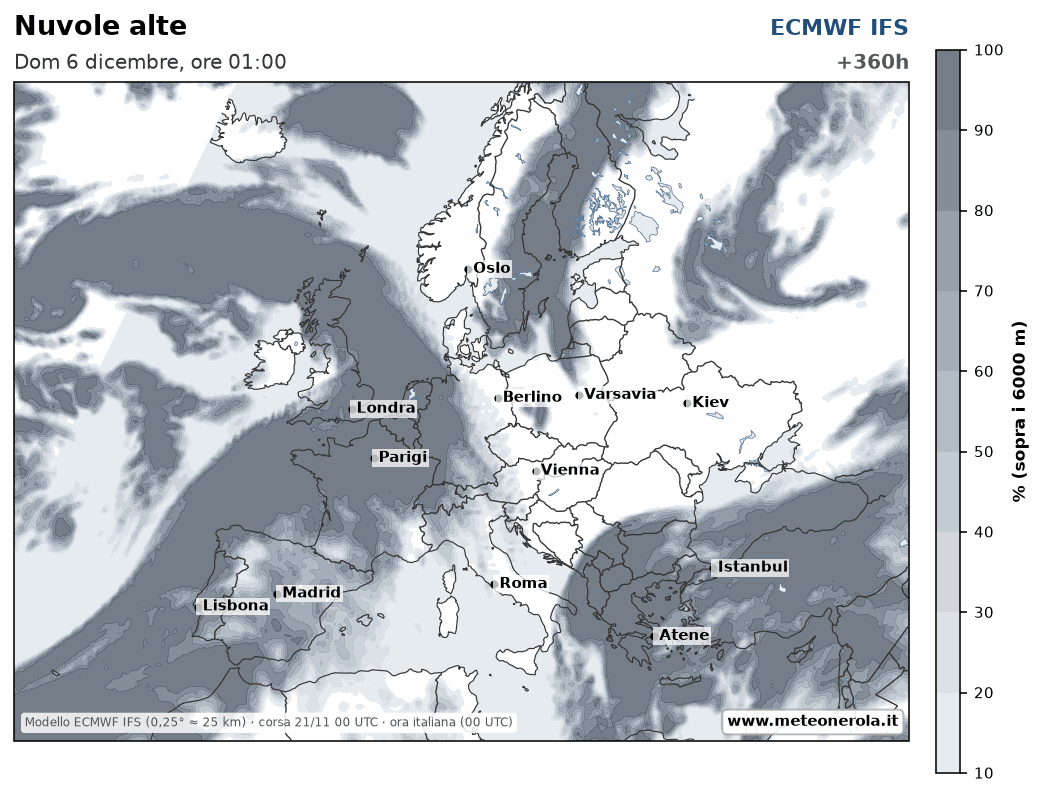 Nuvole alte
ECMWF IFS
Dom 6 dicembre, ore 01:00
+360h
100
90
80
70
60
50
40
30
20
10
% (sopra i 6000 m)
Oslo
Berlino
Varsavia
Kiev
Londra
Parigi
Vienna
Istanbul
Roma
Madrid
Lisbona
Atene
Modello ECMWF IFS (0,25° ≈ 25 km) · corsa 21/11 00 UTC · ora italiana (00 UTC)
www.meteonerola.it